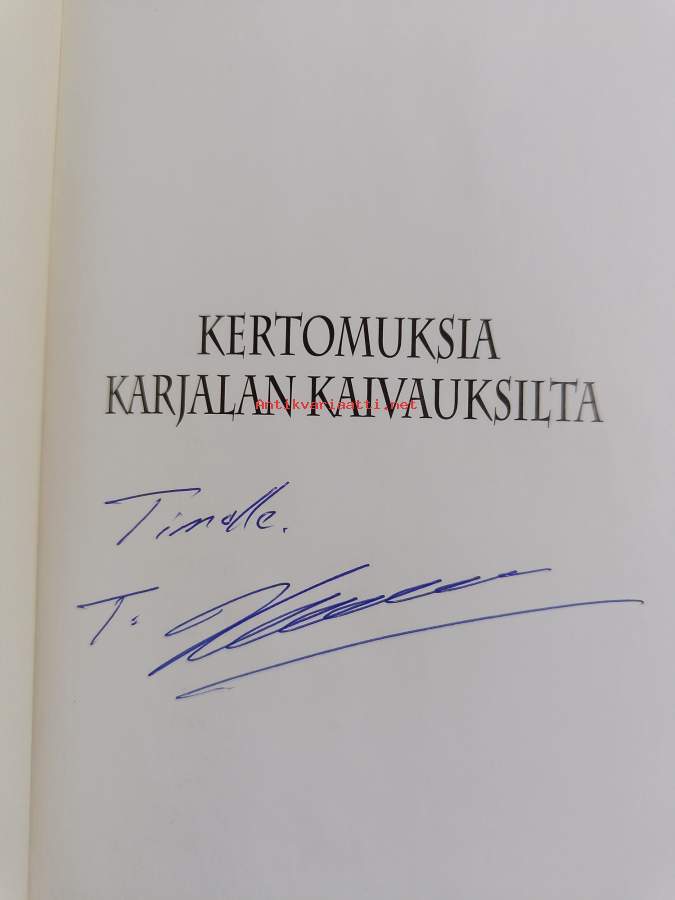 KERTOMUKSIA
KARJALAN KAIVAUKSILTA
Antikvariaatti.net
Timolle.
T: